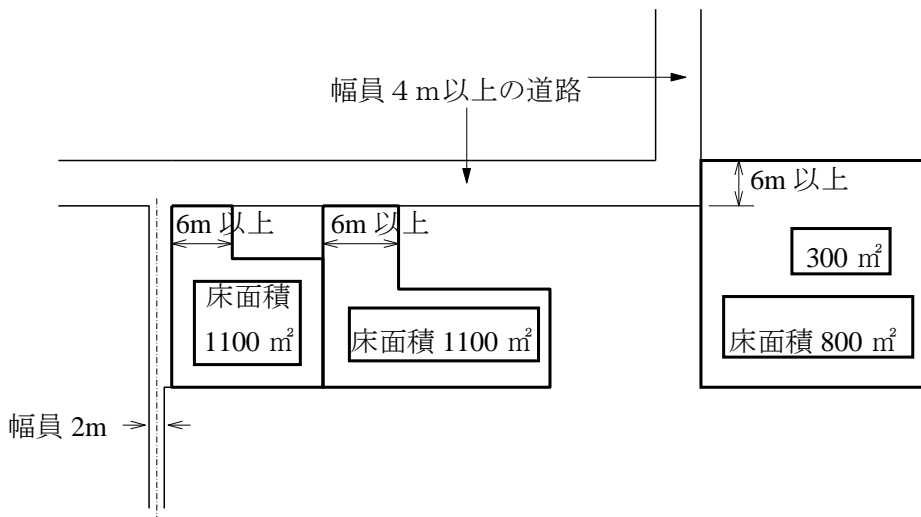 幅員４ｍ以上の道路
6m 以上
6m 以上
6m 以上
300 ㎡
床面積
1100 ㎡
床面積 1100 ㎡
床面積 800 ㎡
幅員 2m